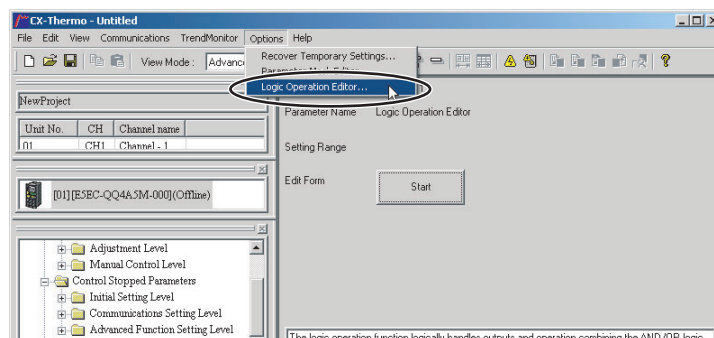 CX-Thermo - Untitled
File Edit View Communications TrendMonitor Options Help
View Mode : Advanc
Recover Temporary Settings...
Logic Operation Editor...
NewProject
Parameter Name Logic Operation Editor
Unit No. CH Channel name
01 CH1 Channel - 1
Setting Range
[01][E5EC-QQ4A5M-000](Offline)
Edit Form Start
Adjustment Level
Manual Control Level
Control Stopped Parameters
Initial Setting Level
Communications Setting Level
Advanced Function Setting Level
The logic operation function logically handles outputs and operation combining the AND /OR logic